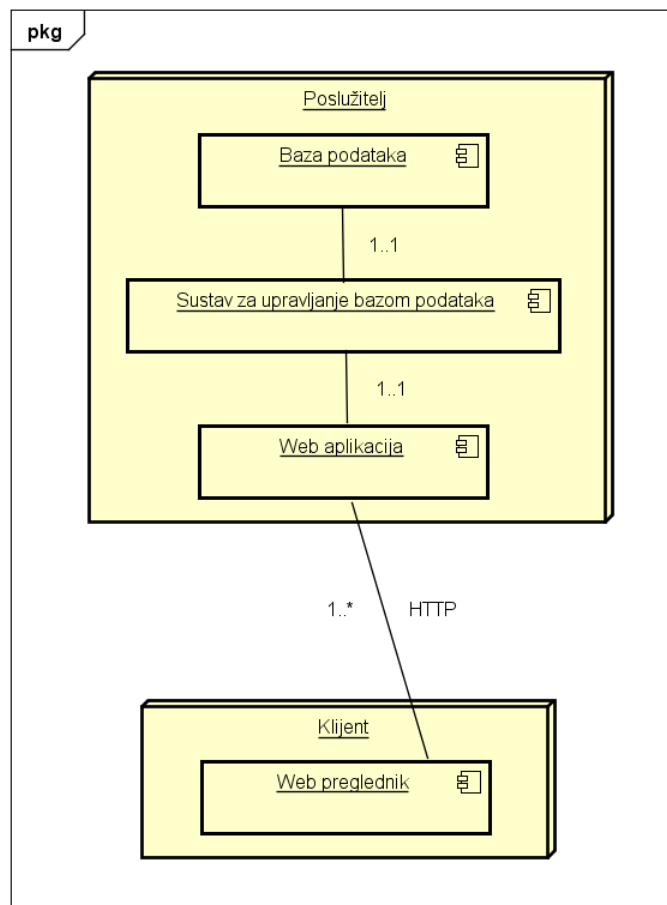 pkg
Poslužitelj
Baza podataka
1..1
Sustav za upravljanje bazom podataka
1..1
Web aplikacija
1..* HTTP
Klijent
Web preglednik